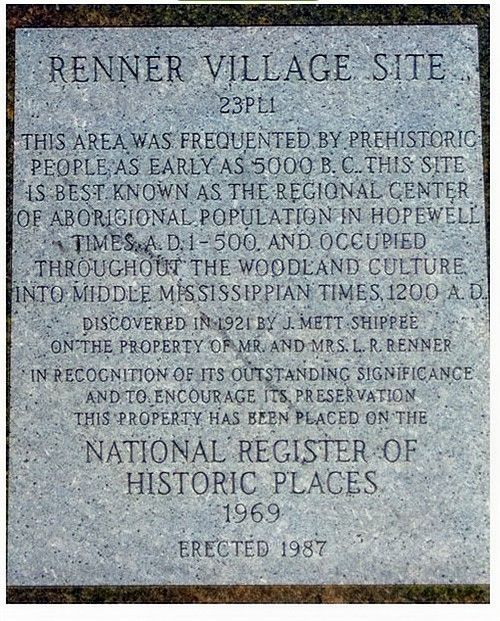 RENNER VILLAGE SITE
23PL1
THIS AREA WAS FREQUENTED BY PREHISTORIC
PEOPLE AS EARLY AS 5000 B.C.. THIS SITE
IS BEST KNOWN AS THE REGIONAL CENTER
OF ABORIGIONAL POPULATION IN HOPEWELL
TIMES, A.D. 1-500, AND OCCUPIED
THROUGHOUT THE WOODLAND CULTURE
INTO MIDDLE MISSISSIPPIAN TIMES, 1200 A.D.
DISCOVERED IN 1921 BY J. METT SHIPPEE
ON THE PROPERTY OF MR. AND MRS. L. R. RENNER
IN RECOGNITION OF ITS OUTSTANDING SIGNIFICANCE
AND TO ENCOURAGE ITS PRESERVATION
THIS PROPERTY HAS BEEN PLACED ON THE
NATIONAL REGISTER OF
HISTORIC PLACES
1969
ERECTED 1987